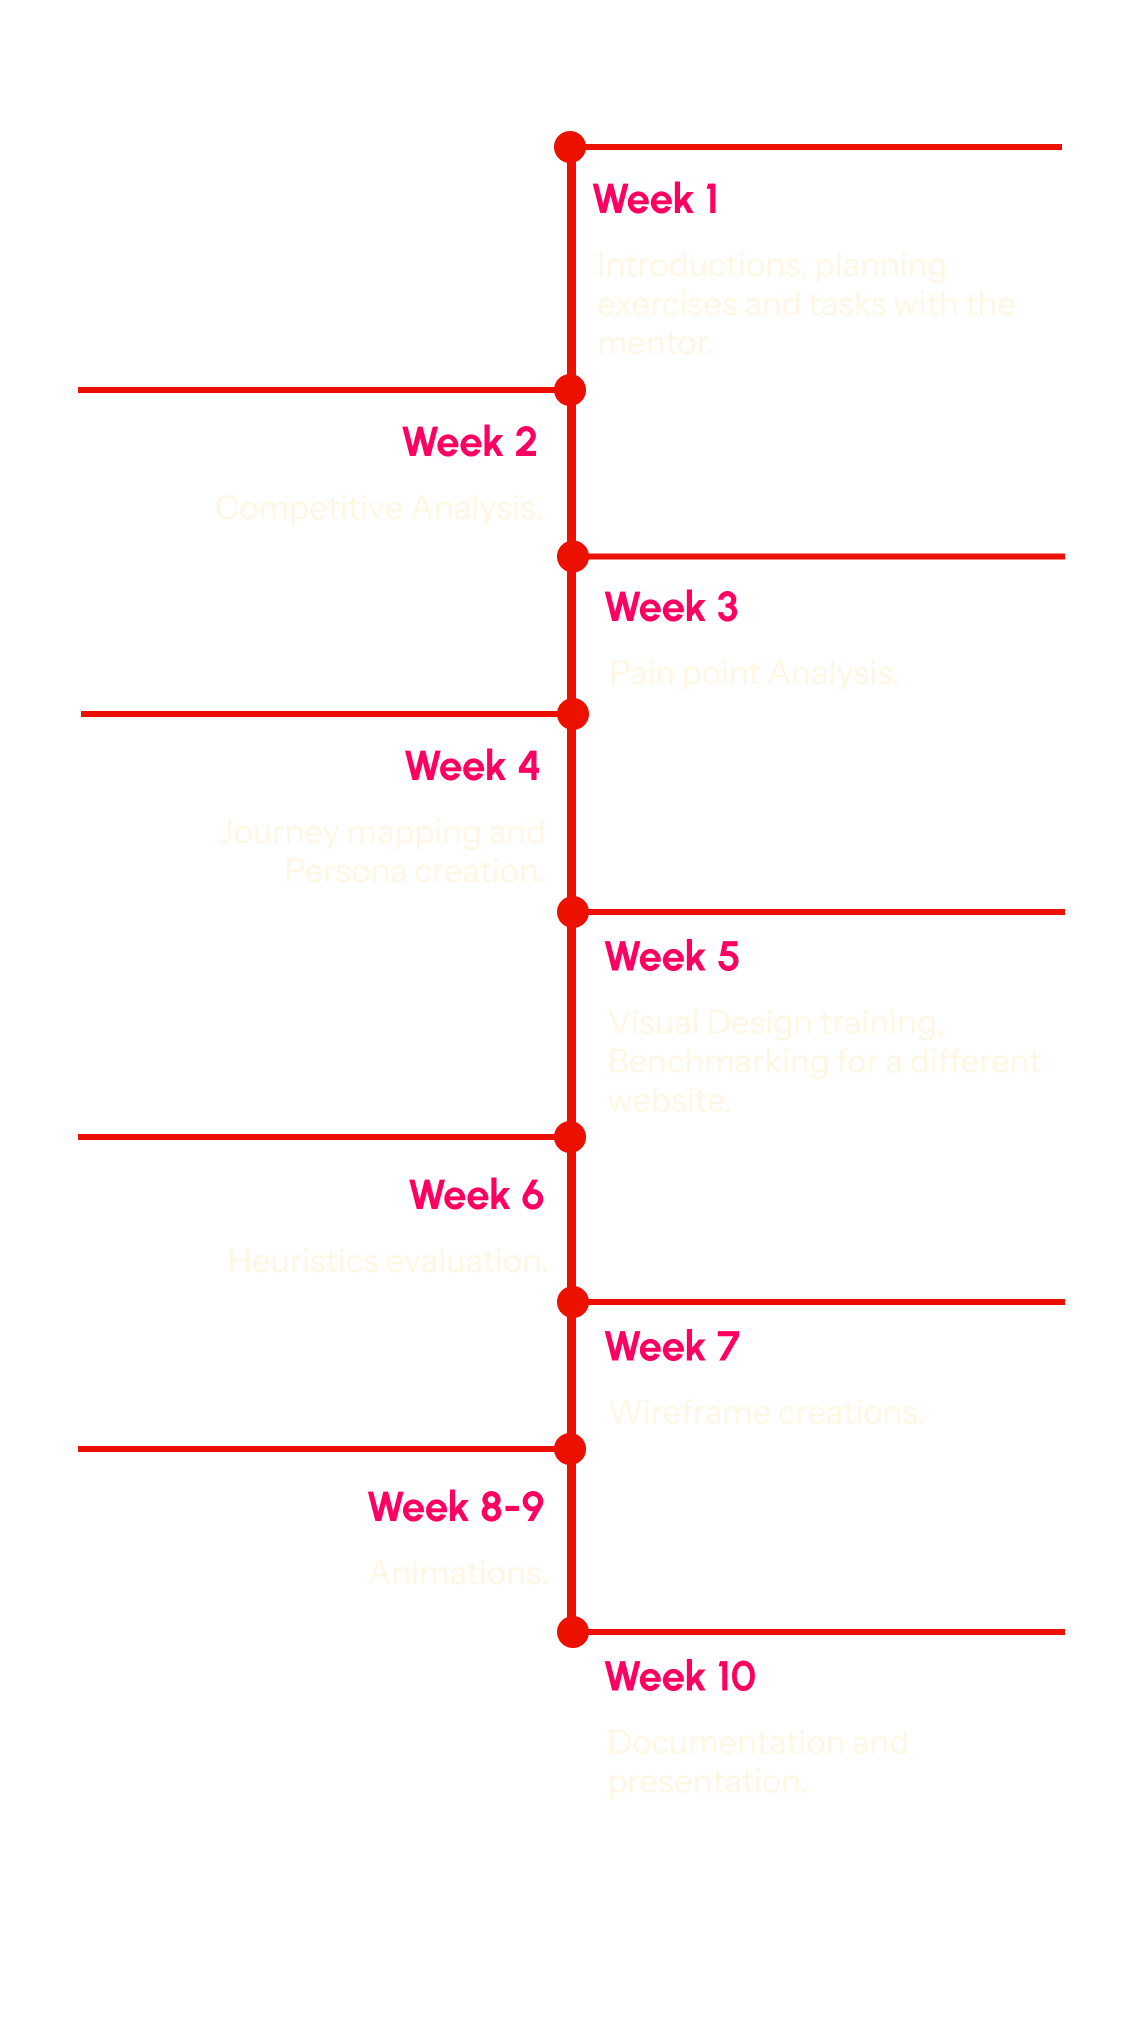 Week 1
Introductions, planning
exercises and tasks with the
mentor.
Week 2
Competitive Analysis.
Week 3
Pain point Analysis.
Week 4
Journey mapping and
Persona creation.
Week 5
Visual Design training,
Benchmarking for a different
website.
Week 6
Heuristics evaluation.
Week 7
Wireframe creations.
Week 8-9
Animations.
Week 10
Documentation and
presentation.